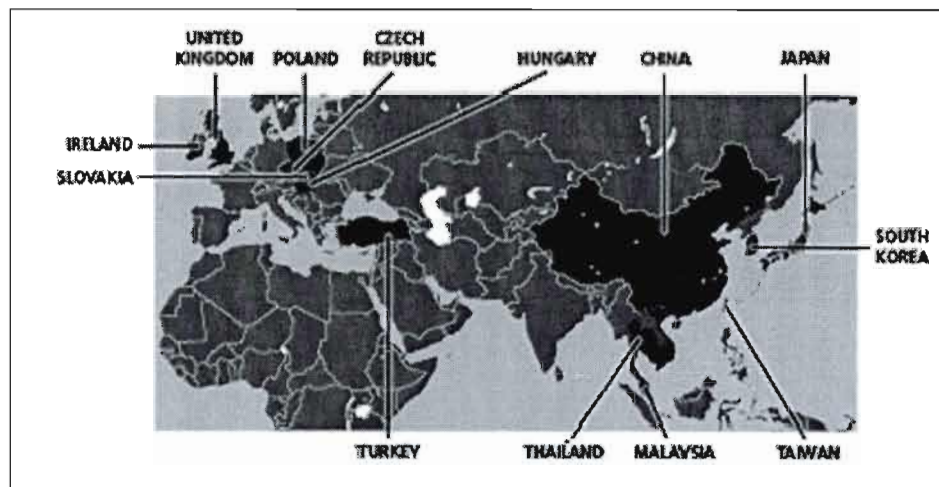 UNITED
KINGDOM
POLAND
CZECH
REPUBLIC
HUNGARY
CHINA
JAPAN
IRELAND
SLOVAKIA
SOUTH
KOREA
TURKEY
THAILAND
MALAYSIA
TAIWAN